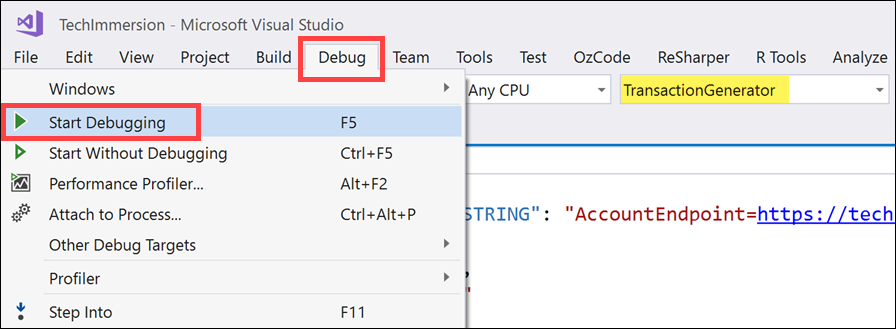 TechImmersion - Microsoft Visual Studio
File Edit View Project Build Debug Team Tools Test OzCode ReSharper R Tools Analyze
Windows
Any CPU TransactionGenerator
Start Debugging F5
Start Without Debugging Ctrl+F5
Performance Profiler... Alt+F2
Attach to Process... Ctrl+Alt+P
STRING": "AccountEndpoint=https://tech
Other Debug Targets
,
Profiler
"
Step Into F11